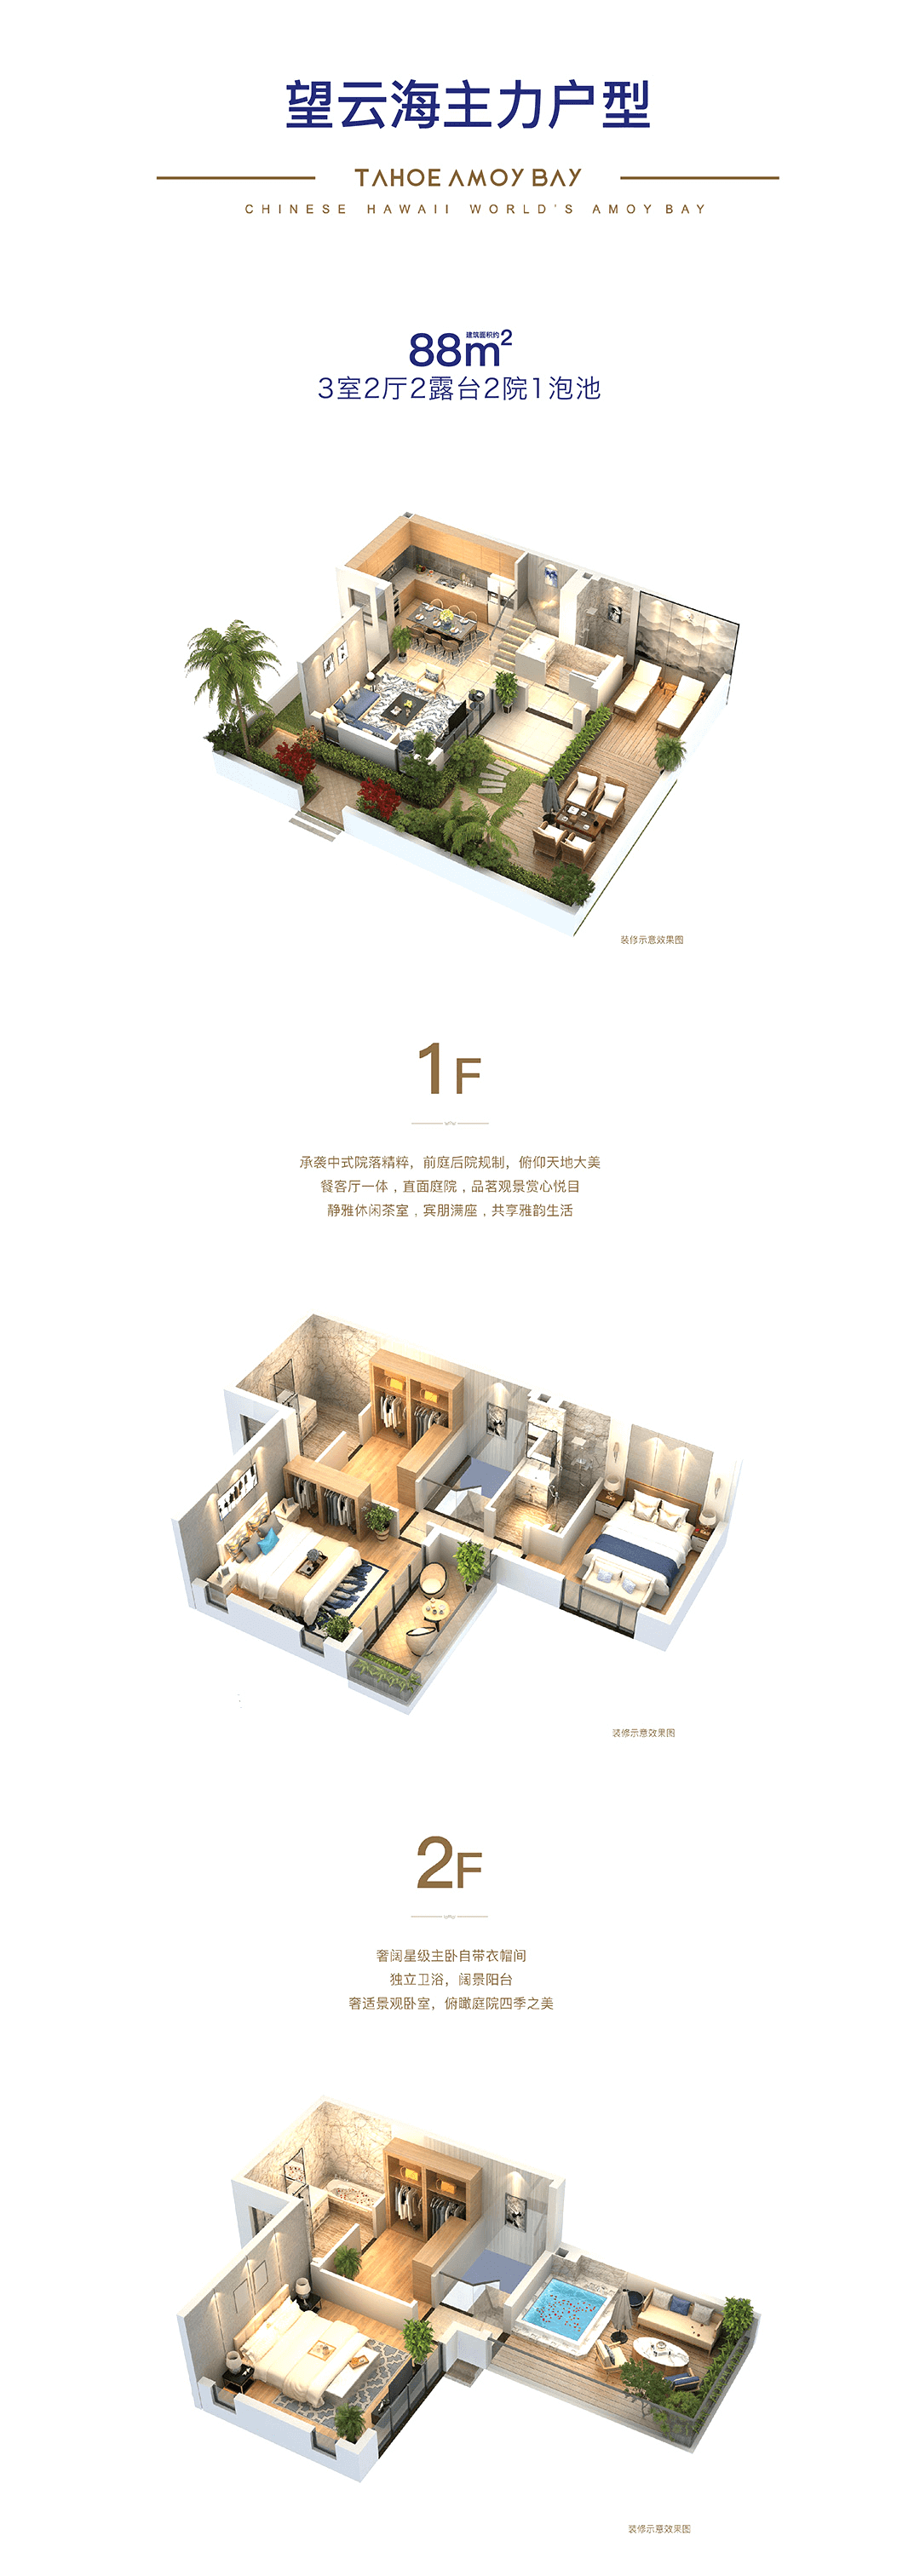 望云海主力户型
TAHOE AMOY BAY
CHINESE HAWAII WORLD'S AMOY BAY
建筑面积约
88m²
3室2厅2露台2院1泡池
装修示意效果图
1F
承袭中式院落精粹，前庭后院规制，俯仰天地大美
餐客厅一体，直面庭院，品茗观景赏心悦目
静雅休闲茶室，宾朋满座，共享雅韵生活
装修示意效果图
2F
奢阔星级主卧自带衣帽间
独立卫浴，阔景阳台
奢适景观卧室，俯瞰庭院四季之美
装修示意效果图